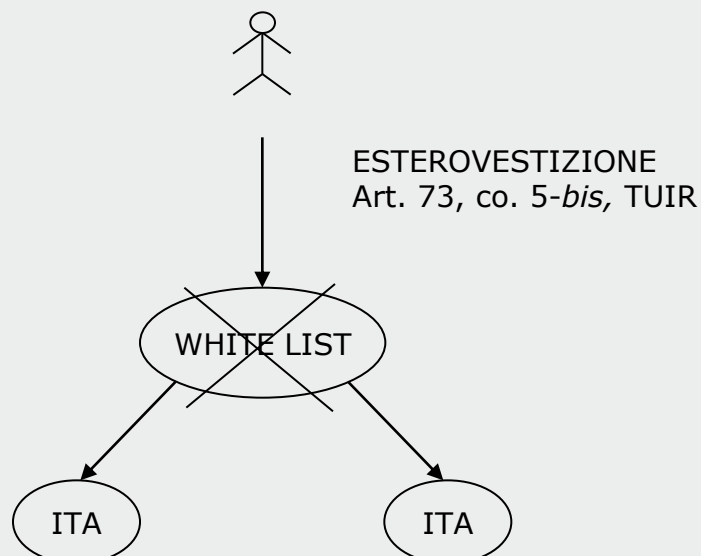 ESTEROVESTIZIONE
Art. 73, co. 5-bis, TUIR
WHITE LIST
ITA
ITA